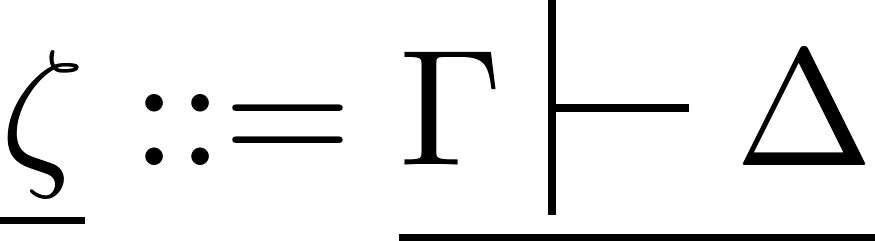 ζ ::= Γ ⊢ Δ